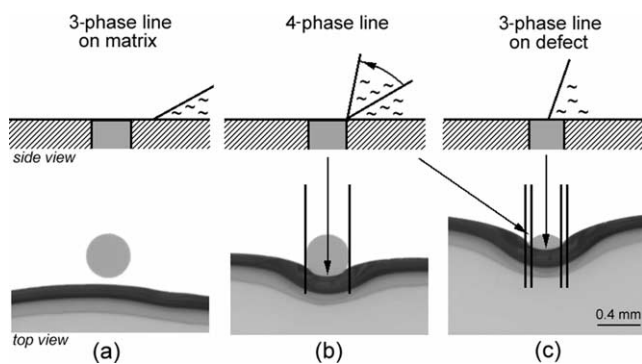 3-phase line
on matrix
4-phase line
3-phase line
on defect
side view
0.4 mm
top view
(a)
(b)
(c)